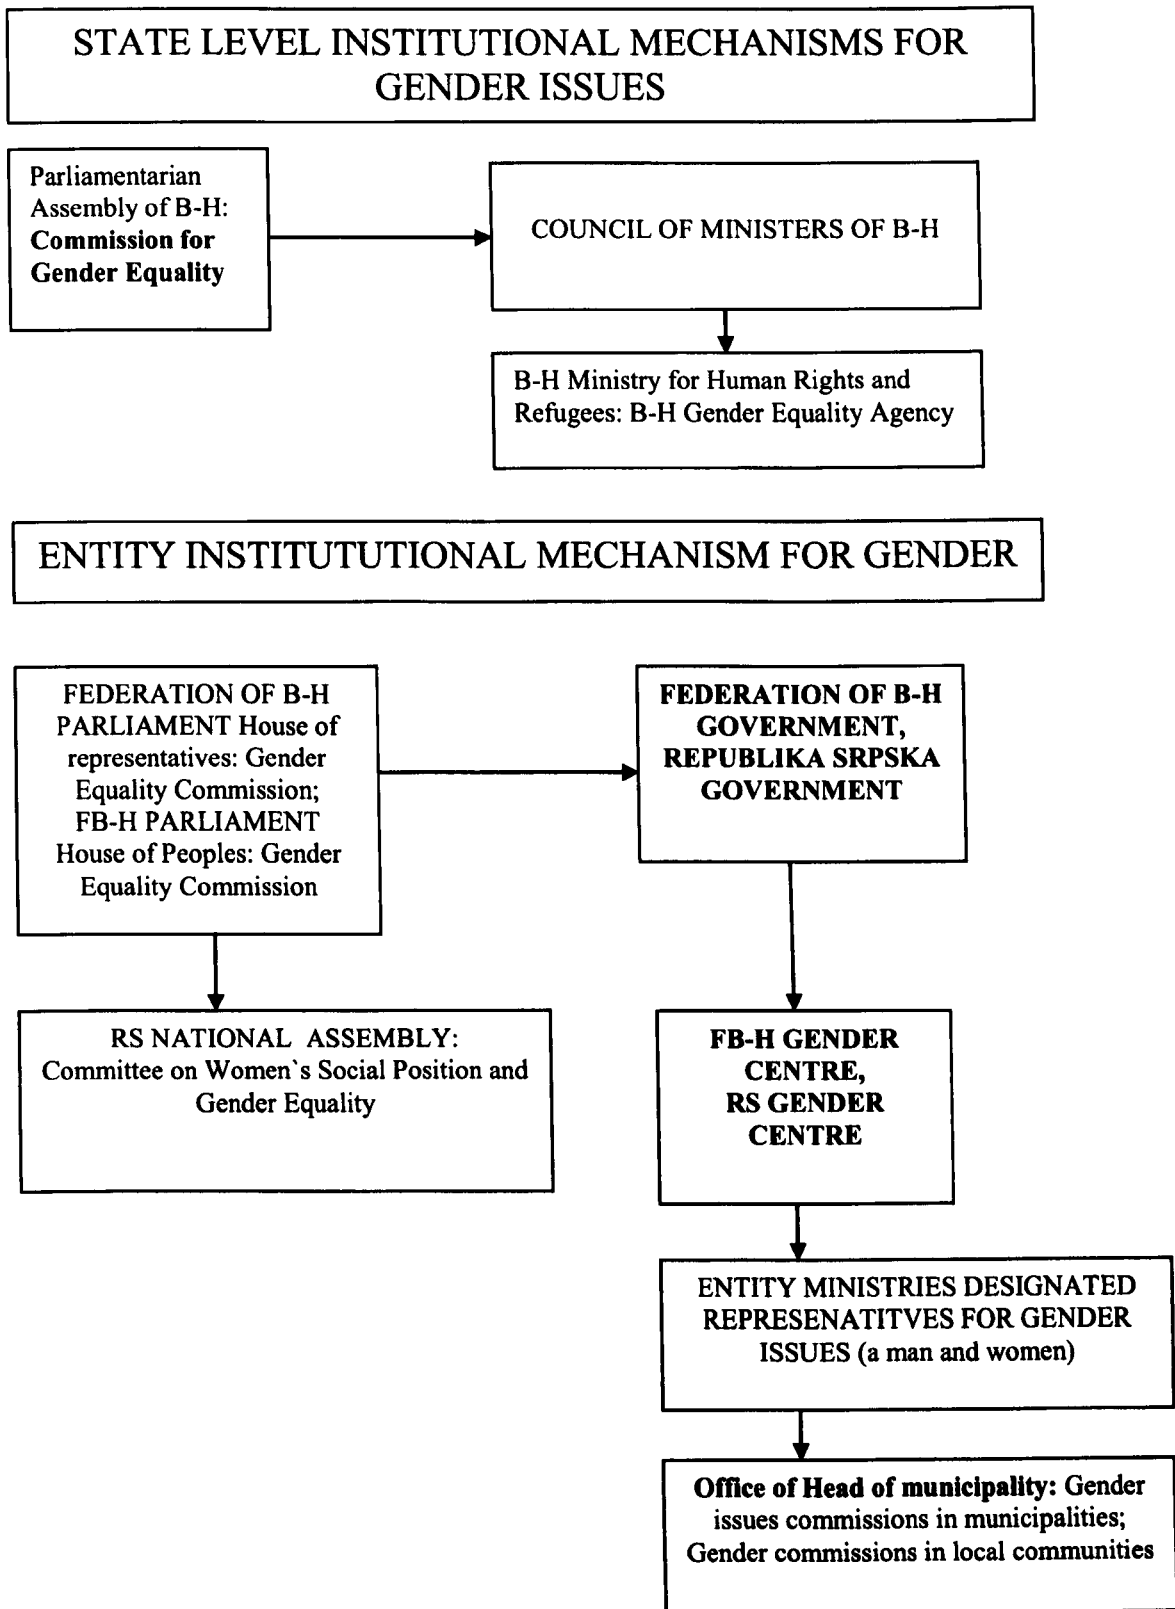 STATE LEVEL INSTITUTIONAL MECHANISMS FOR
GENDER ISSUES
Parliamentarian
Assembly of B-H:
Commission for
Gender Equality
COUNCIL OF MINISTERS OF B-H
B-H Ministry for Human Rights and
Refugees: B-H Gender Equality Agency
ENTITY INSTITUTUTIONAL MECHANISM FOR GENDER
FEDERATION OF B-H
PARLIAMENT House of
representatives: Gender
Equality Commission;
FB-H PARLIAMENT
House of Peoples: Gender
Equality Commission
FEDERATION OF B-H
GOVERNMENT,
REPUBLIKA SRPSKA
GOVERNMENT
RS NATIONAL ASSEMBLY:
Committee on Women`s Social Position and
Gender Equality
FB-H GENDER
CENTRE,
RS GENDER
CENTRE
ENTITY MINISTRIES DESIGNATED
REPRESENATITVES FOR GENDER
ISSUES (a man and women)
Office of Head of municipality: Gender
issues commissions in municipalities;
Gender commissions in local communities